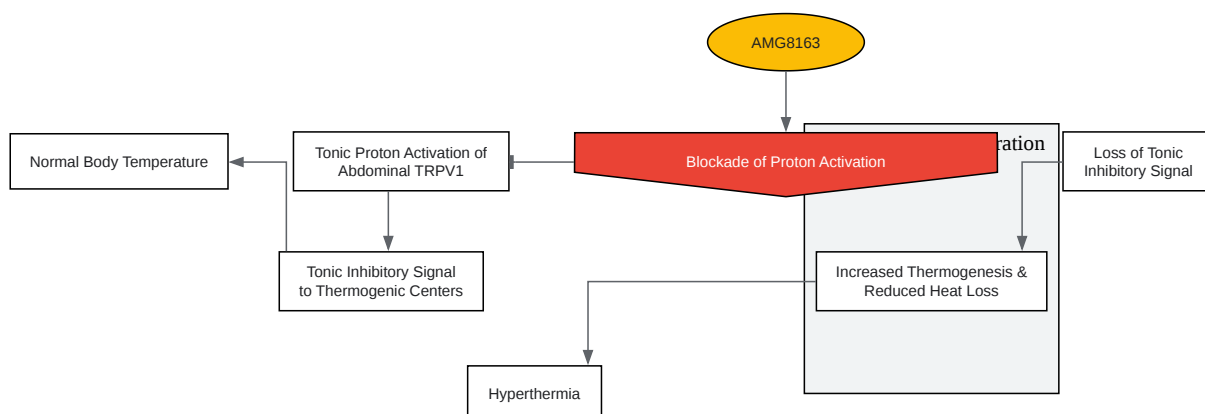 AMG8163
Normal Body Temperature
Tonic Proton Activation of
Abdominal TRPV1
Blockade of Proton Activation
Loss of Tonic
Inhibitory Signal
Tonic Inhibitory Signal
to Thermogenic Centers
Increased Thermogenesis &
Reduced Heat Loss
Hyperthermia